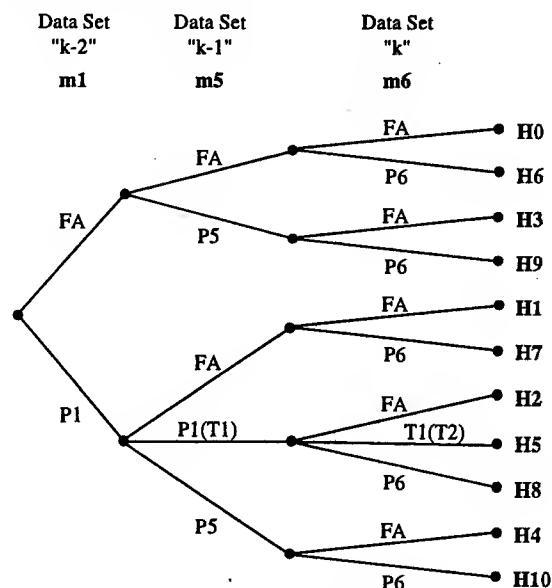 Data Set Data Set Data Set
"k-2" "k-1" "k"
m1 m5 m6
FA H0
FA
P6 H6
FA H3
FA P5
P6 H9
FA H1
FA P6 H7
P1 FA H2
P1(T1) T1(T2) H5
P6 H8
P5 FA H4
P6 H10